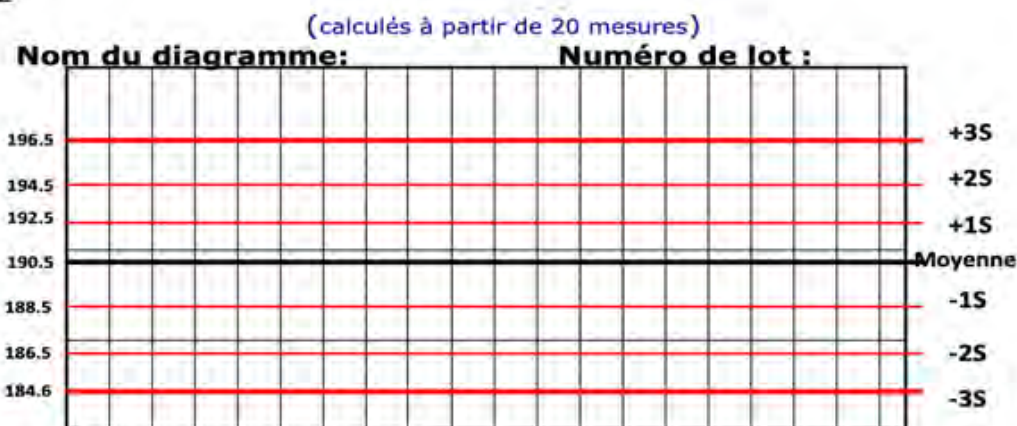 (calculés à partir de 20 mesures)
Nom du diagramme: Numéro de lot :
196.5 +3S
194.5 +2S
192.5 +1S
190.5 Moyenne
188.5 -1S
186.5 -2S
184.6 -3S